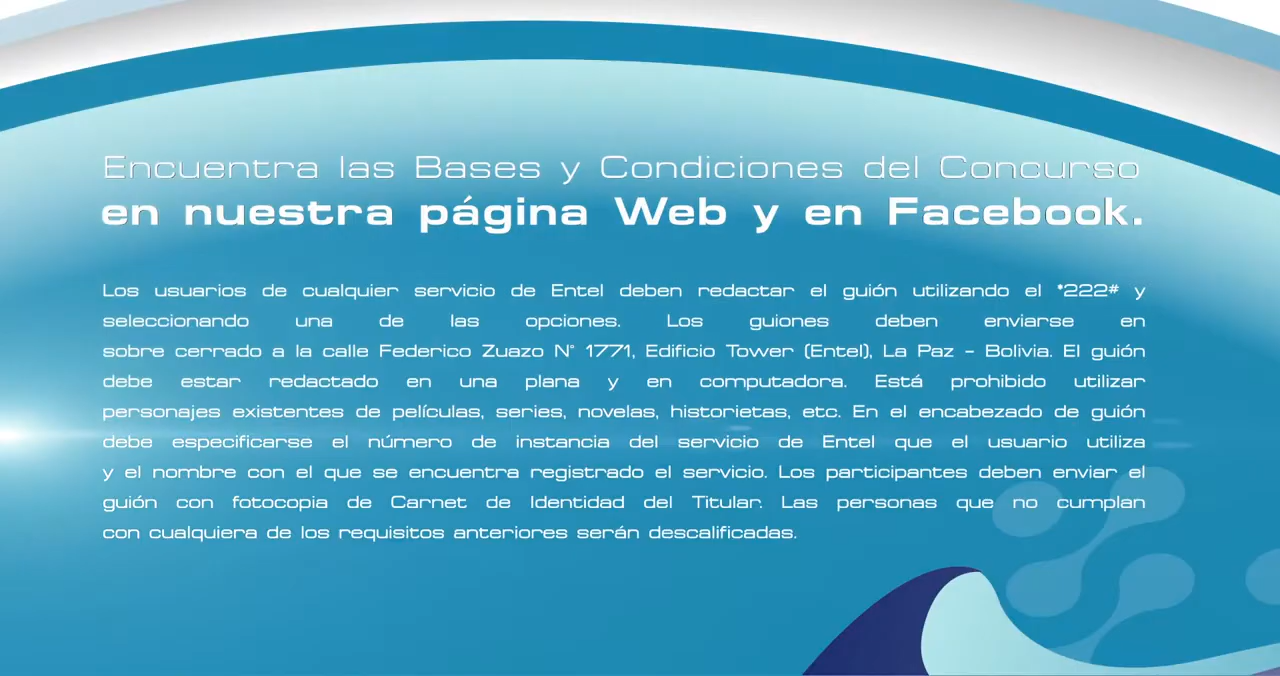 Encuentra las Bases y Condiciones del Concurso
en nuestra página Web y en Facebook.
Los usuarios de cualquier servicio de Entel deben redactar el guión utilizando el *222# y
seleccionando una de las opciones. Los guiones deben enviarse en
sobre cerrado a la calle Federico Zuazo N° 1771, Edificio Tower (Entel), La Paz – Bolivia. El guión
debe estar redactado en una plana y en computadora. Está prohibido utilizar
personajes existentes de películas, series, novelas, historietas, etc. En el encabezado de guión
debe especificarse el número de instancia del servicio de Entel que el usuario utiliza
y el nombre con el que se encuentra registrado el servicio. Los participantes deben enviar el
guión con fotocopia de Carnet de Identidad del Titular. Las personas que no cumplan
con cualquiera de los requisitos anteriores serán descalificadas.